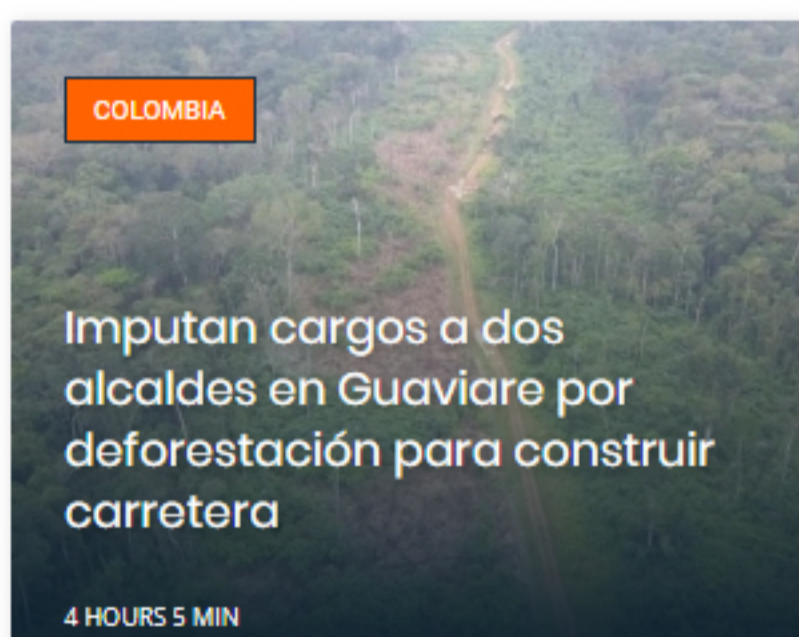 COLOMBIA
Imputan cargos a dos
alcaldes en Guaviare por
deforestación para construir
carretera
4 HOURS 5 MIN